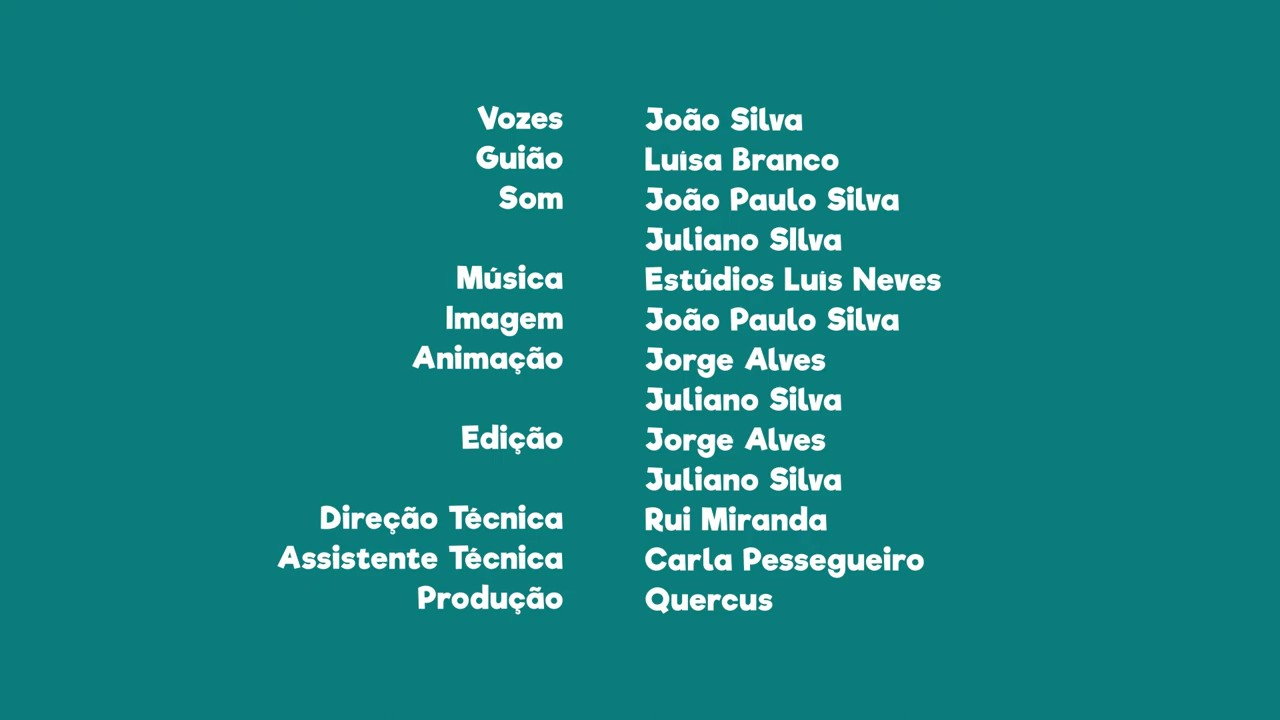 Vozes João Silva
Guião Luísa Branco
Som João Paulo Silva
Juliano SIlva
Música Estúdios Luís Neves
Imagem João Paulo Silva
Animação Jorge Alves
Juliano Silva
Edição Jorge Alves
Juliano Silva
Direção Técnica Rui Miranda
Assistente Técnica Carla Pessegueiro
Produção Quercus